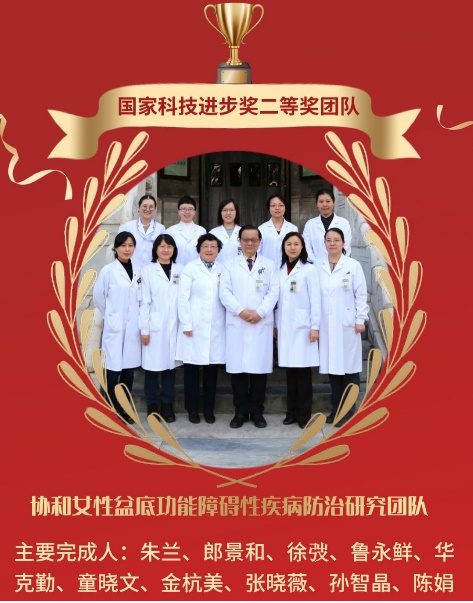 国家科技进步奖二等奖团队
协和女性盆底功能障碍性疾病防治研究团队
主要完成人：朱兰、郎景和、徐弢、鲁永鲜、华
克勤、童晓文、金杭美、张晓薇、孙智晶、陈娟